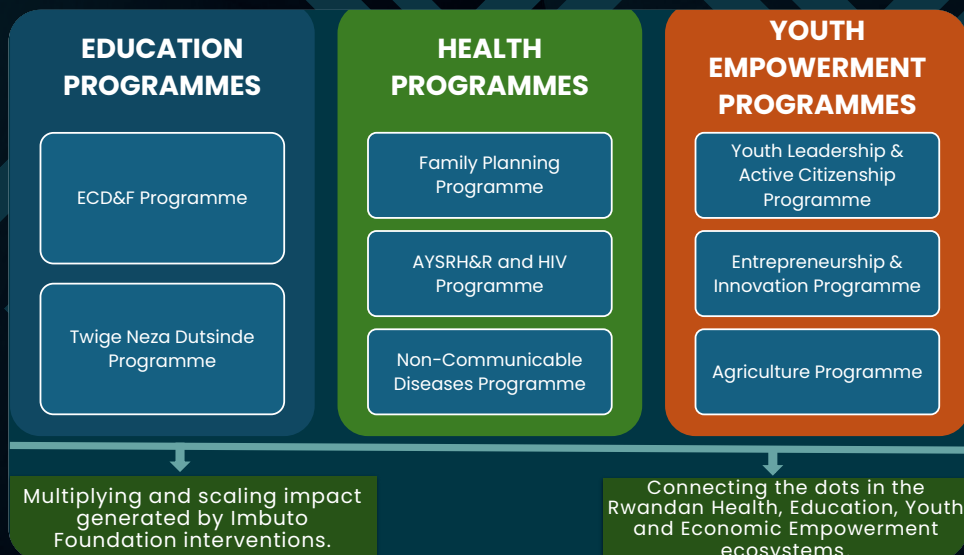 EDUCATION
PROGRAMMES
ECD&F Programme
Twige Neza Dutsinde
Programme
HEALTH
PROGRAMMES
Family Planning
Programme
AYSRH&R and HIV
Programme
Non-Communicable
Diseases Programme
YOUTH
EMPOWERMENT
PROGRAMMES
Youth Leadership &
Active Citizenship
Programme
Entrepreneurship &
Innovation Programme
Agriculture Programme
Multiplying and scaling impact
generated by Imbuto
Foundation interventions.
Connecting the dots in the
Rwandan Health, Education, Youth
and Economic Empowerment
ecosystems